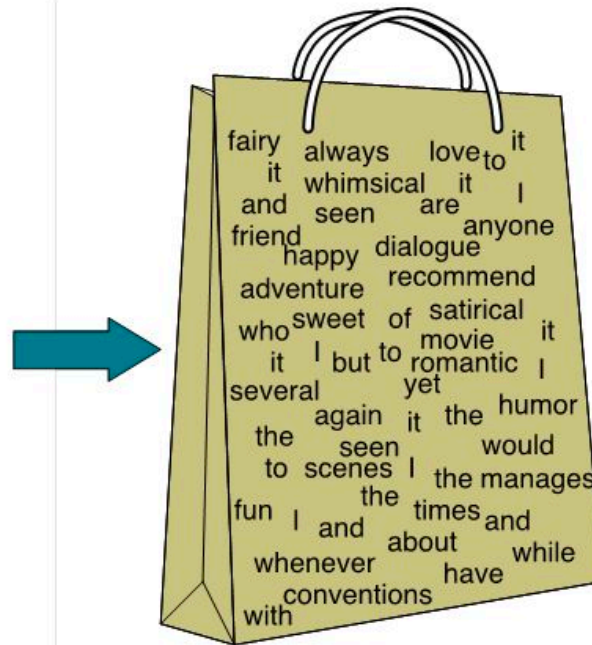 fairy always love to it
it whimsical it I
and seen are anyone
friend happy dialogue
adventure recommend
who sweet of satirical
it I but to movie it
romantic I
several yet
again it the humor
the seen would
to scenes I the manages
fun I and the times and
about while
whenever have
conventions
with